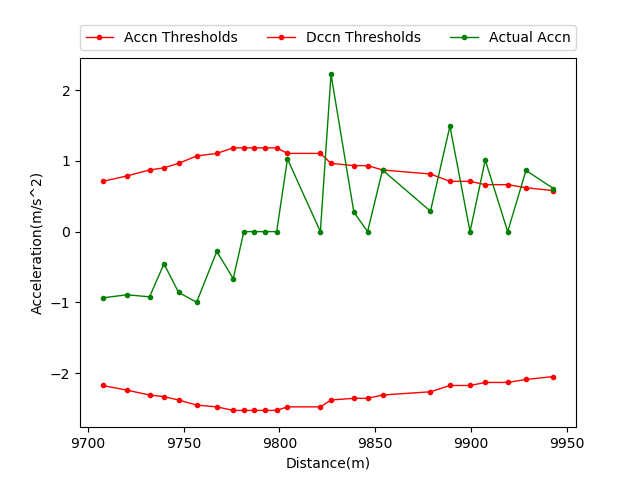 Accn Thresholds Dccn Thresholds Actual Accn
2
1
0
−1
−2
Acceleration(m/s^2)
9700 9750 9800 9850 9900 9950
Distance(m)